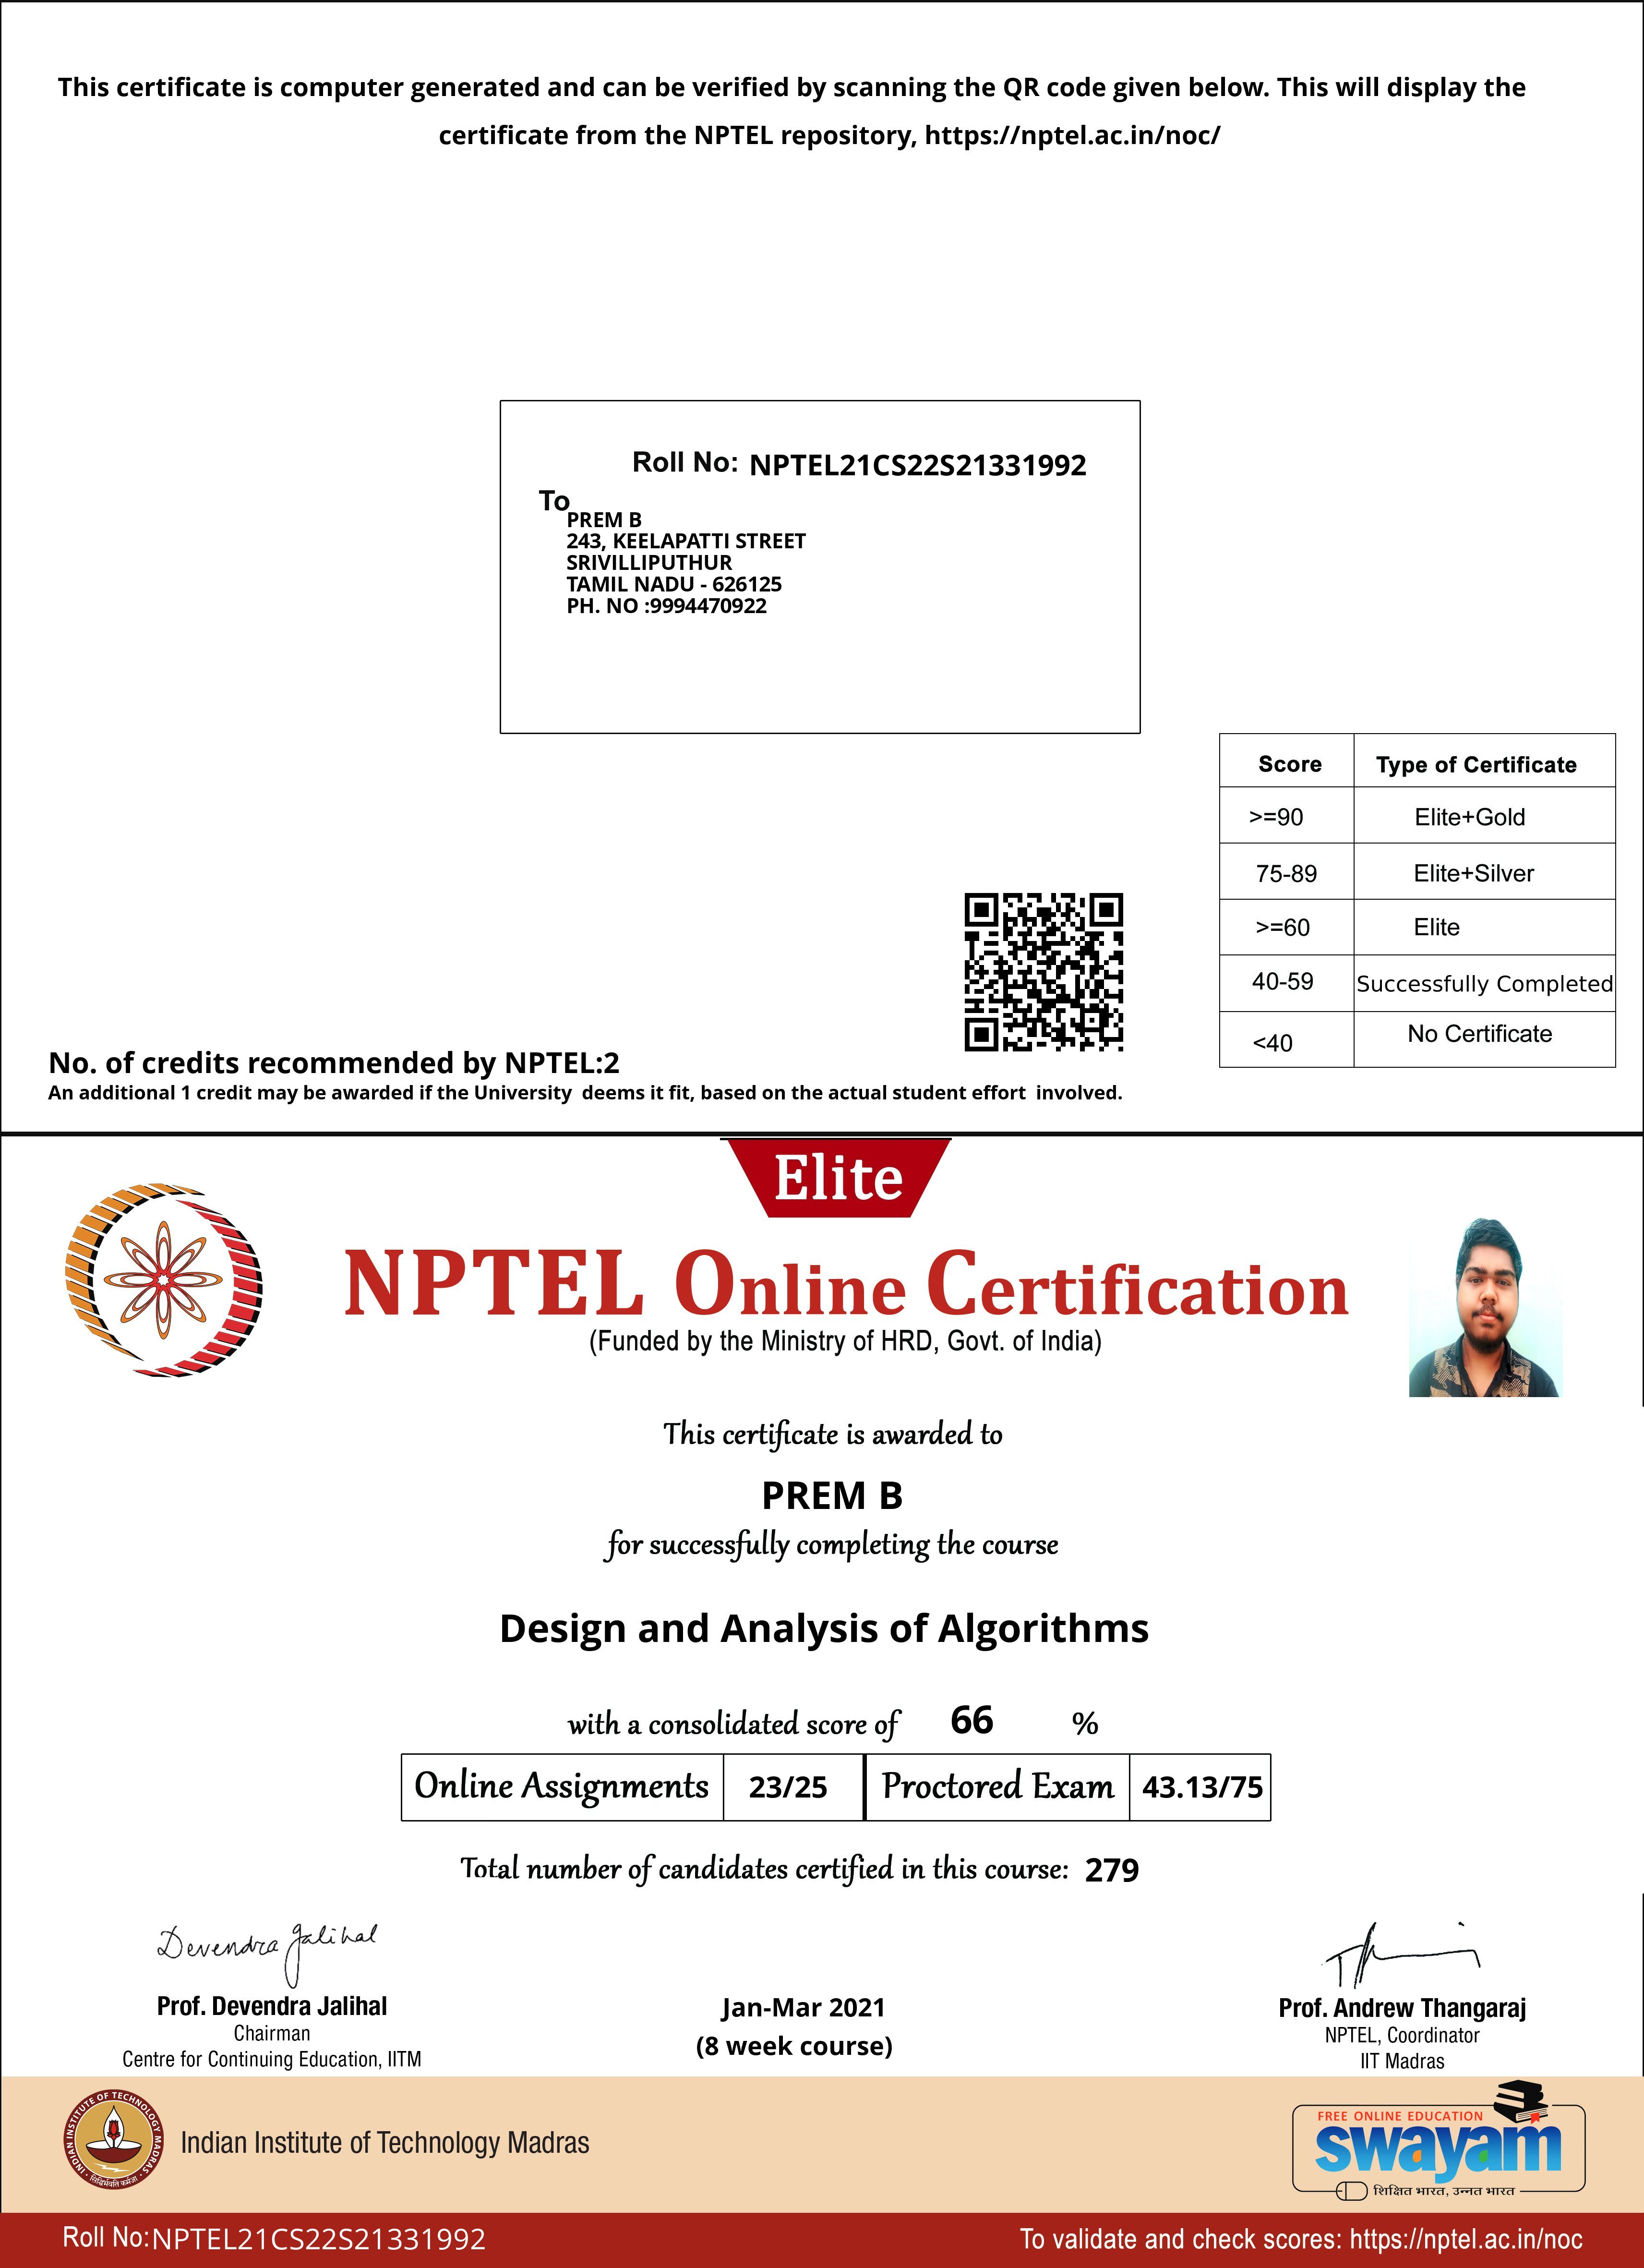 This certificate is computer generated and can be verified by scanning the QR code given below. This will display the
certificate from the NPTEL repository, https://nptel.ac.in/noc/
Roll No: NPTEL21CS22S21331992
To
PREM B
243, KEELAPATTI STREET
SRIVILLIPUTHUR
TAMIL NADU - 626125
PH. NO :9994470922
Score Type of Certificate
>=90 Elite+Gold
75-89 Elite+Silver
>=60 Elite
40-59 Successfully Completed
<40 No Certificate
No. of credits recommended by NPTEL:2
An additional 1 credit may be awarded if the University deems it fit, based on the actual student effort involved.
Elite
NPTEL Online Certification
(Funded by the Ministry of HRD, Govt. of India)
This certificate is awarded to
PREM B
for successfully completing the course
Design and Analysis of Algorithms
with a consolidated score of 66 %
Online Assignments 23/25 Proctored Exam 43.13/75
Total number of candidates certified in this course: 279
Devendra Jalihal
Prof. Devendra Jalihal
Chairman
Centre for Continuing Education, IITM
Jan-Mar 2021
(8 week course)
Prof. Andrew Thangaraj
NPTEL, Coordinator
IIT Madras
INDIAN INSTITUTE OF TECHNOLOGY MADRAS
सिद्धिर्भवति कर्मजा
Indian Institute of Technology Madras
FREE ONLINE EDUCATION
swayam
शिक्षित भारत, उन्नत भारत
Roll No:NPTEL21CS22S21331992
To validate and check scores: https://nptel.ac.in/noc